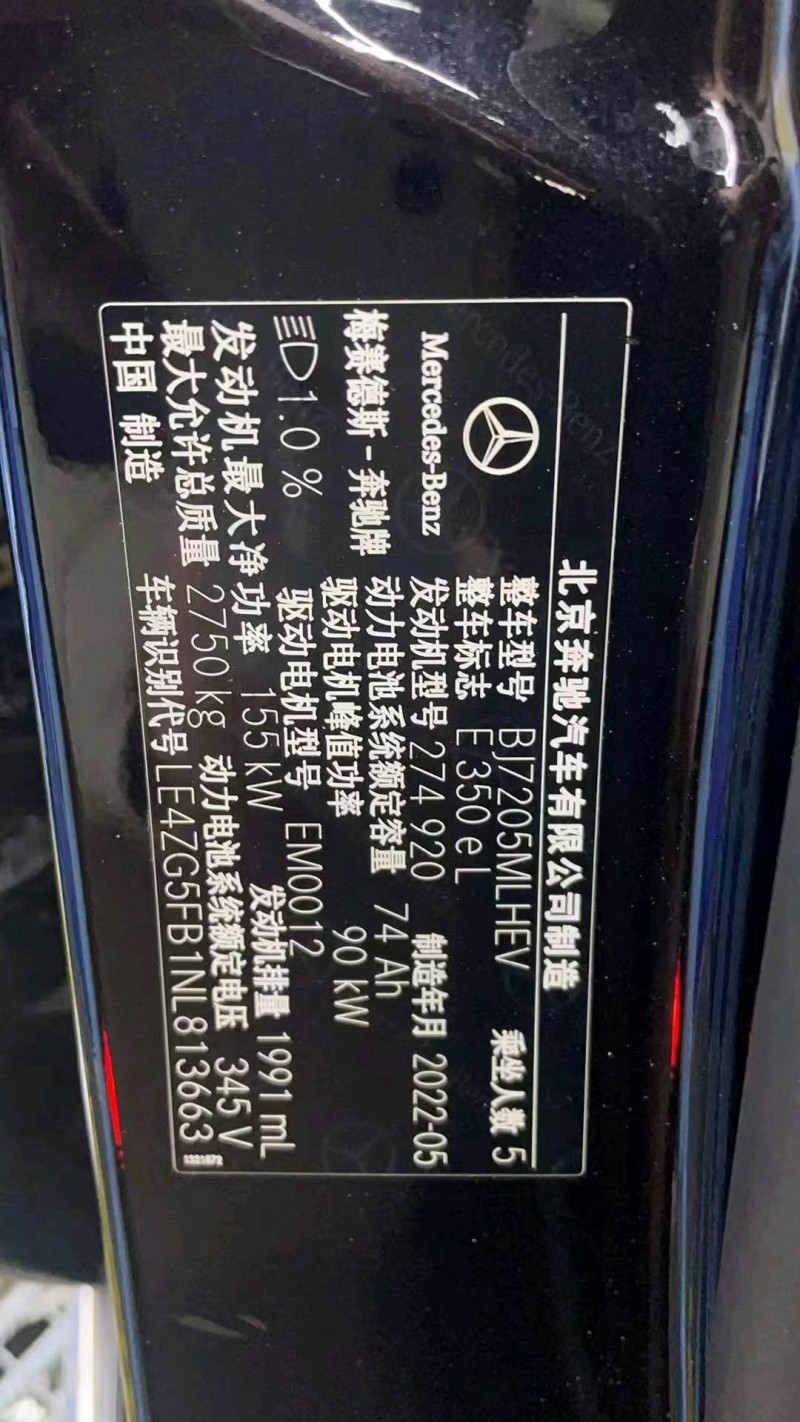 北京奔驰汽车有限公司制造
整车型号 BJ7205MLHEV 乘坐人数 5
整车标志 E 350 e L
Mercedes-Benz
发动机型号 274 920 制造年月 2022-05
动力电池系统额定容量 74 Ah
梅赛德斯-奔驰牌
驱动电机峰值功率 90 kW
1.0 % 驱动电机型号 EM0012
发动机最大净功率 155 kW 发动机排量 1991 mL
最大允许总质量 2750 kg 动力电池系统额定电压 345 V
中国 制造 车辆识别代号 LE4ZG5FB1NL813663